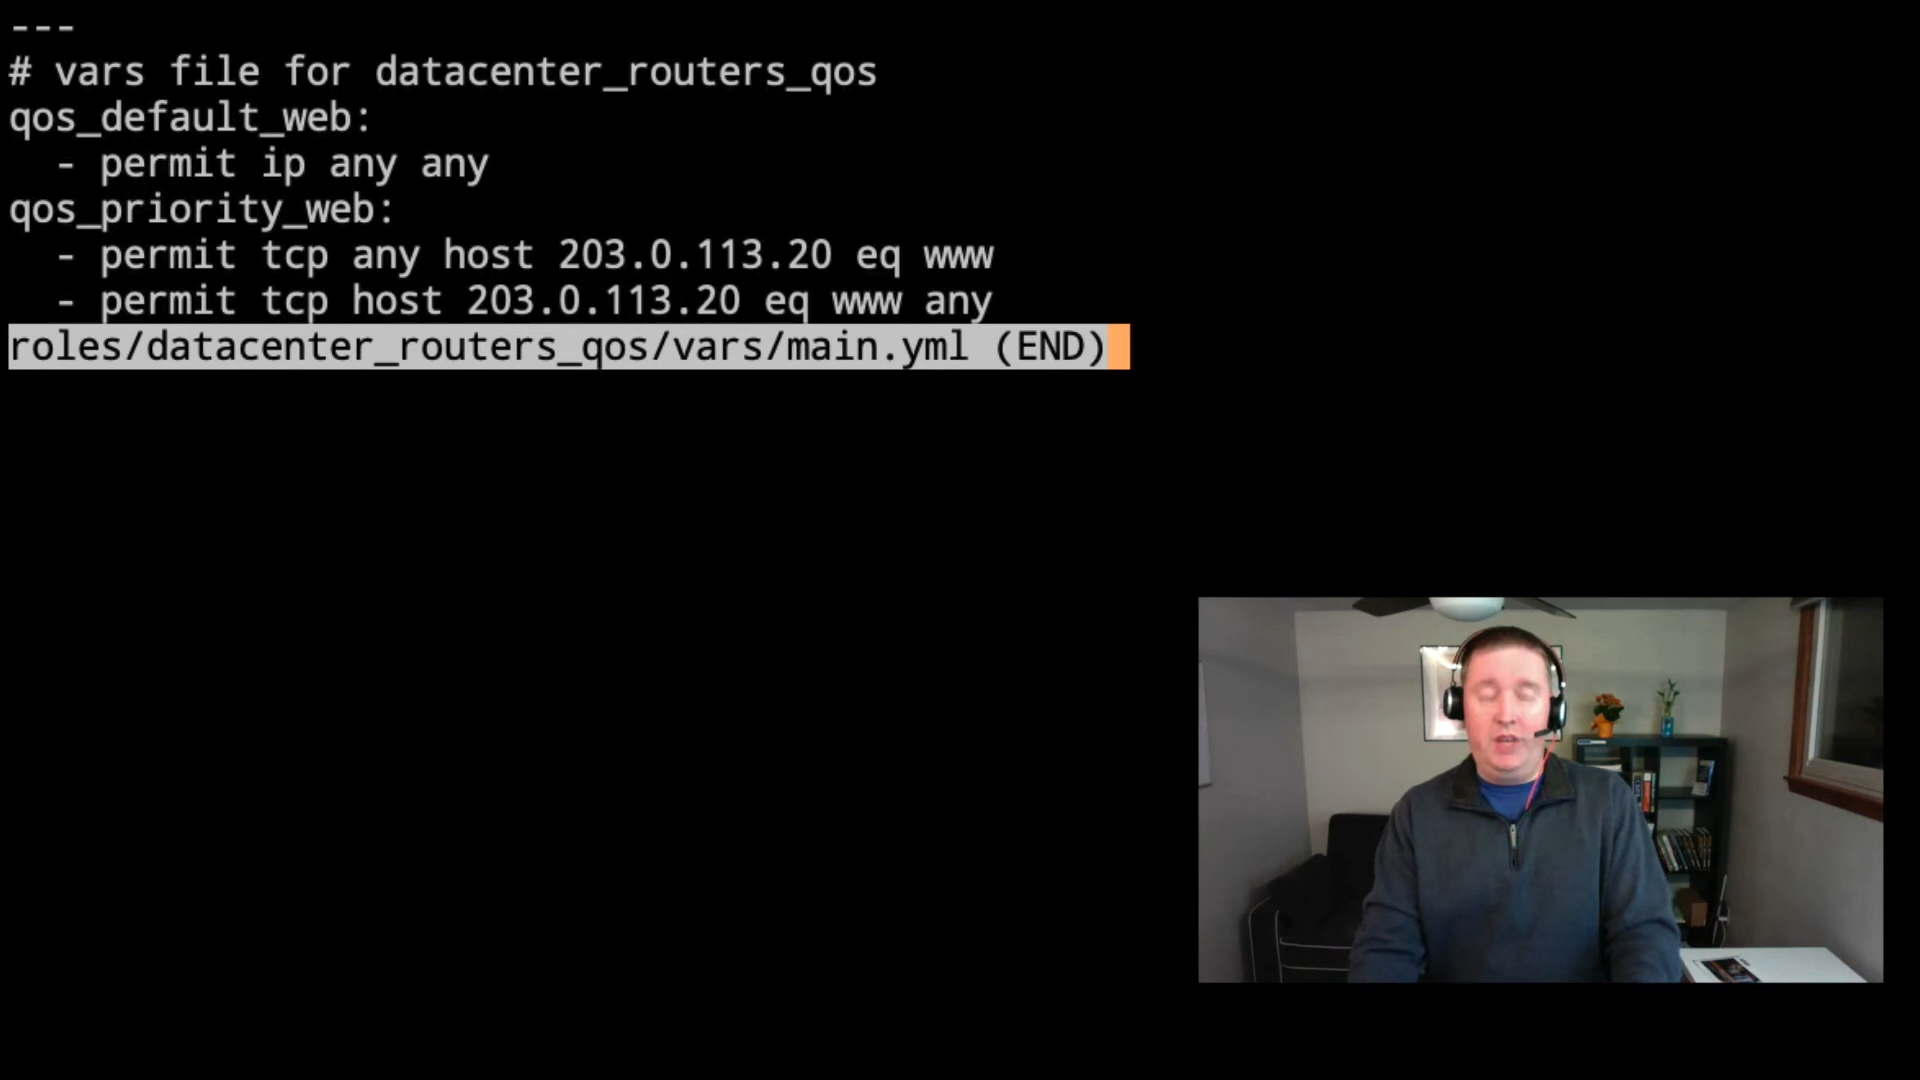 ---
# vars file for datacenter_routers_qos
qos_default_web:
  - permit ip any any
qos_priority_web:
  - permit tcp any host 203.0.113.20 eq www
  - permit tcp host 203.0.113.20 eq www any
roles/datacenter_routers_qos/vars/main.yml (END)